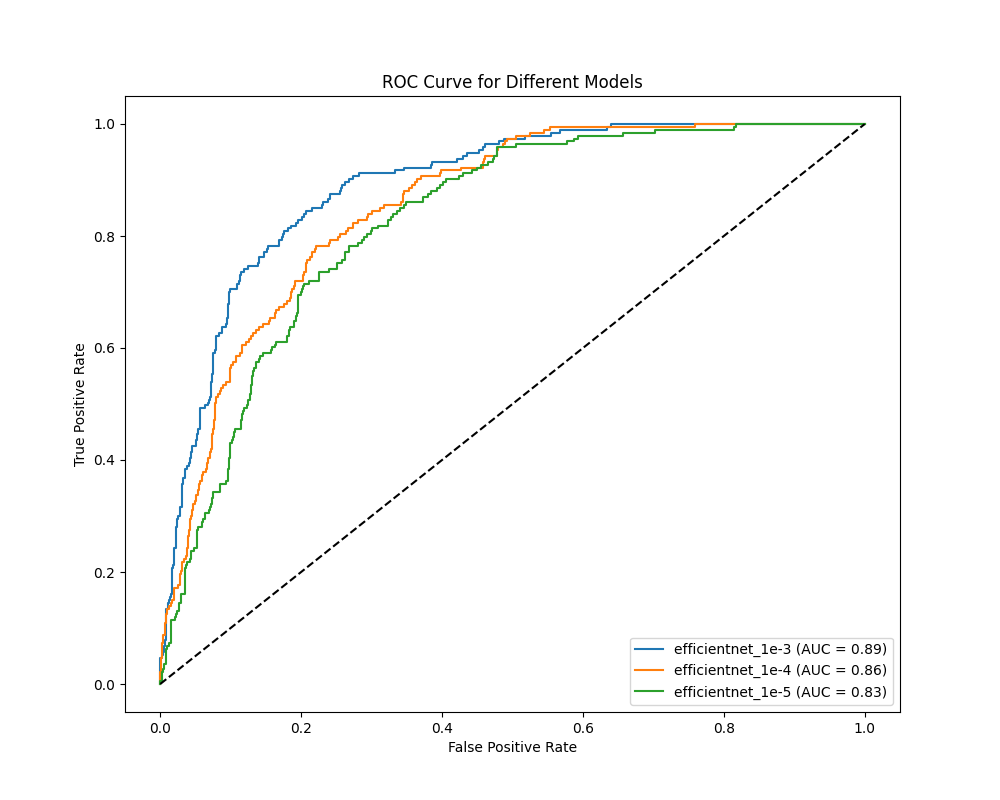 ROC Curve for Different Models
True Positive Rate
1.0
0.8
0.6
0.4
0.2
0.0
efficientnet_1e-3 (AUC = 0.89)
efficientnet_1e-4 (AUC = 0.86)
efficientnet_1e-5 (AUC = 0.83)
0.0 0.2 0.4 0.6 0.8 1.0
False Positive Rate